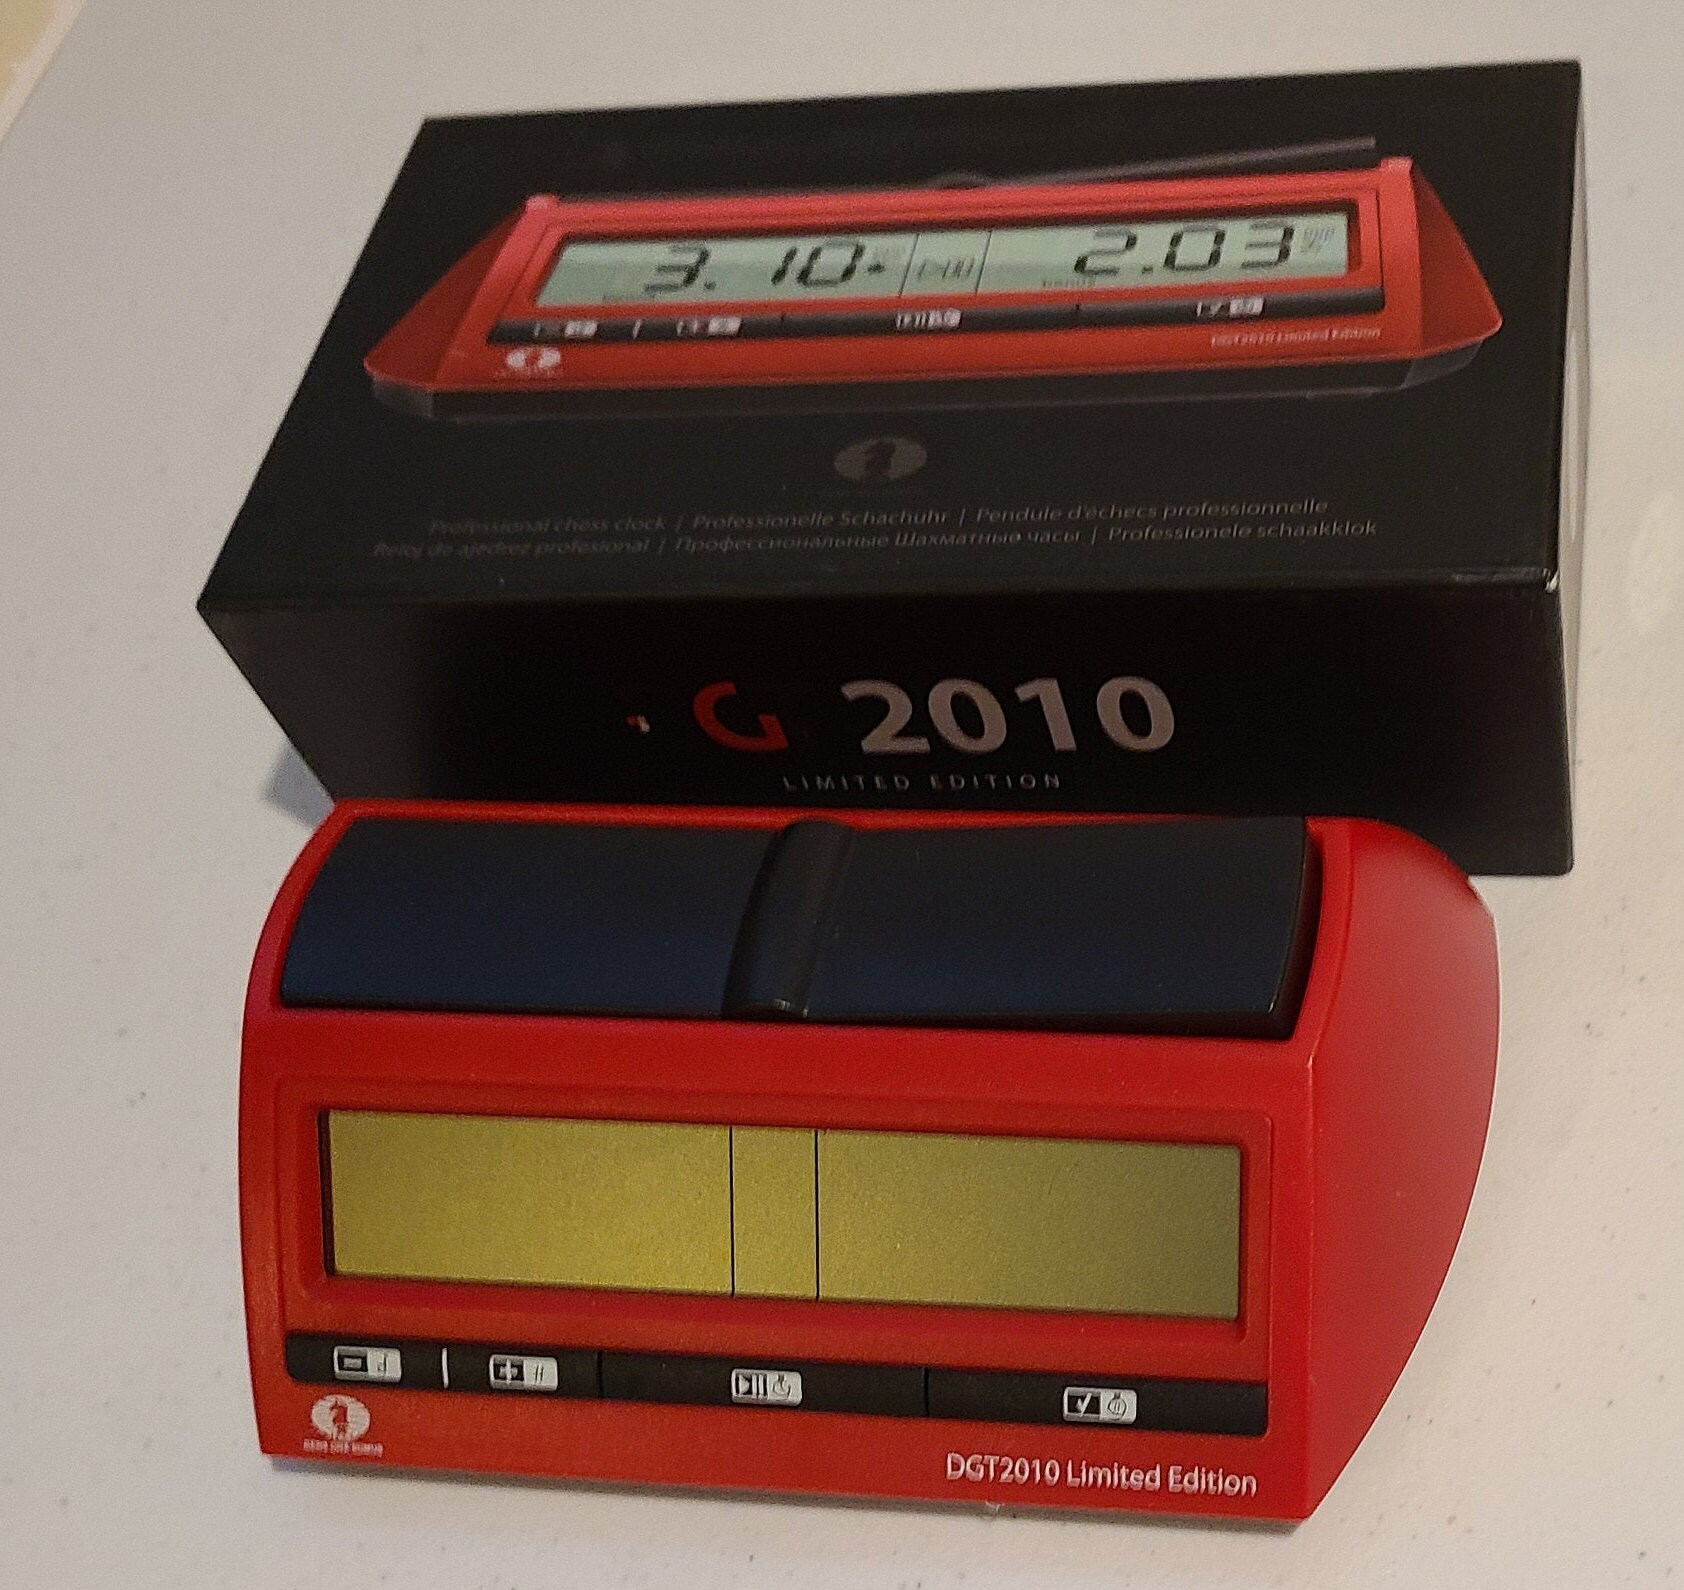 3.10
2.03
DGT2010 Limited Edition
Professional chess clock | Professionelle Schachuhr | Pendule d'échecs professionnelle
Reloj de ajedrez profesional | Профессиональные Шахматные часы | Professionele schaakklok
G 2010
LIMITED EDITION
DGT2010 Limited Edition